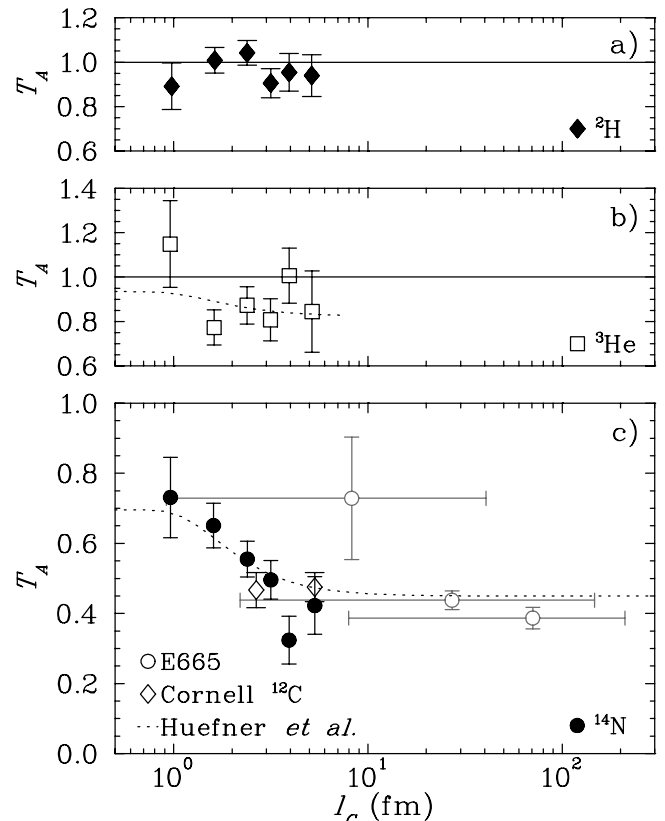 1.2
1.0
0.8
0.6
T_A
a)
²H
1.4
1.2
1.0
0.8
0.6
T_A
b)
³He
1.0
0.8
0.6
0.4
0.2
0.0
T_A
c)
E665
Cornell ¹²C
Huefner et al.
¹⁴N
10⁰ 10¹ 10²
(fm)